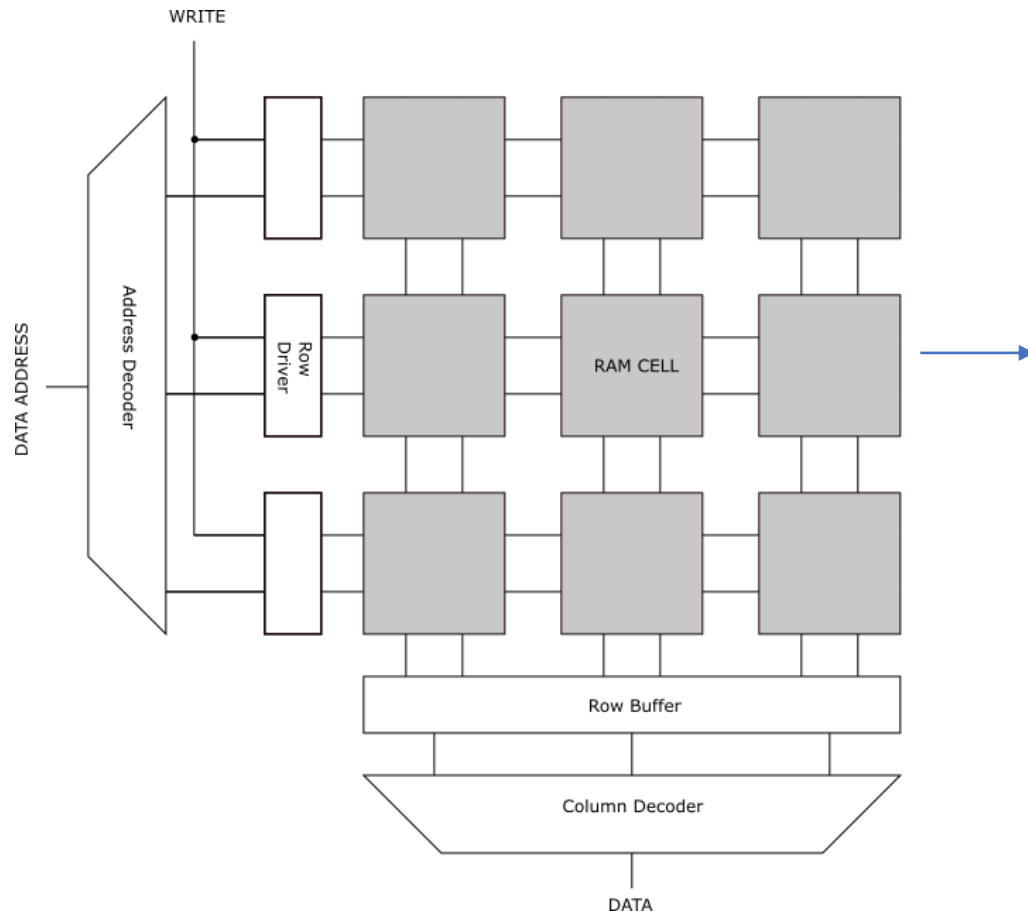 WRITE
DATA ADDRESS
Address Decoder
Row
Driver
RAM CELL
Row Buffer
Column Decoder
DATA